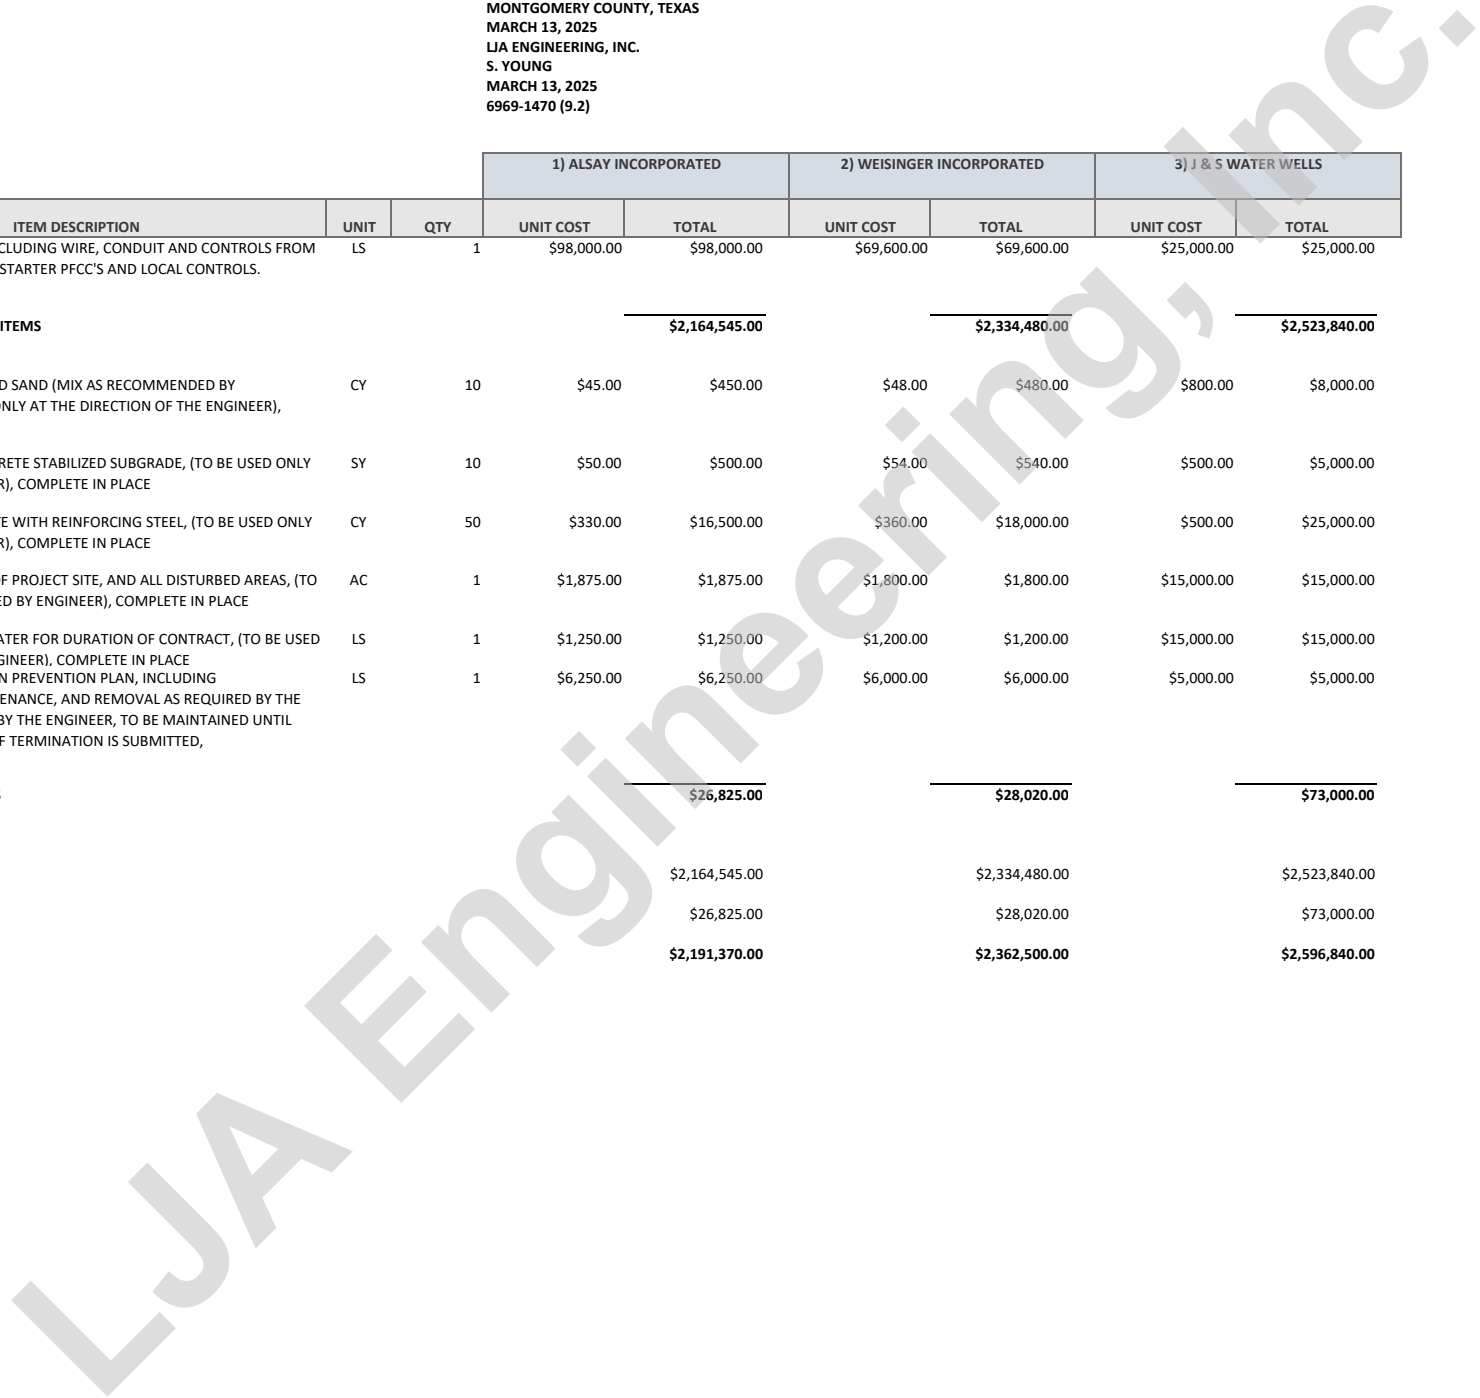 MONTGOMERY COUNTY, TEXAS
MARCH 13, 2025
LJA ENGINEERING, INC.
S. YOUNG
MARCH 13, 2025
6969-1470 (9.2)
1) ALSAY INCORPORATED 2) WEISINGER INCORPORATED 3) J & S WATER WELLS
ITEM DESCRIPTION UNIT QTY UNIT COST TOTAL UNIT COST TOTAL UNIT COST TOTAL
CLUDING WIRE, CONDUIT AND CONTROLS FROM LS 1 $98,000.00 $98,000.00 $69,600.00 $69,600.00 $25,000.00 $25,000.00
STARTER PFCC'S AND LOCAL CONTROLS.
ITEMS $2,164,545.00 $2,334,480.00 $2,523,840.00
D SAND (MIX AS RECOMMENDED BY CY 10 $45.00 $450.00 $48.00 $480.00 $800.00 $8,000.00
ONLY AT THE DIRECTION OF THE ENGINEER),
RETE STABILIZED SUBGRADE, (TO BE USED ONLY SY 10 $50.00 $500.00 $54.00 $540.00 $500.00 $5,000.00
R), COMPLETE IN PLACE
TE WITH REINFORCING STEEL, (TO BE USED ONLY CY 50 $330.00 $16,500.00 $360.00 $18,000.00 $500.00 $25,000.00
R), COMPLETE IN PLACE
OF PROJECT SITE, AND ALL DISTURBED AREAS, (TO AC 1 $1,875.00 $1,875.00 $1,800.00 $1,800.00 $15,000.00 $15,000.00
ED BY ENGINEER), COMPLETE IN PLACE
ATER FOR DURATION OF CONTRACT, (TO BE USED LS 1 $1,250.00 $1,250.00 $1,200.00 $1,200.00 $15,000.00 $15,000.00
GINEER), COMPLETE IN PLACE
N PREVENTION PLAN, INCLUDING LS 1 $6,250.00 $6,250.00 $6,000.00 $6,000.00 $5,000.00 $5,000.00
TENANCE, AND REMOVAL AS REQUIRED BY THE
BY THE ENGINEER, TO BE MAINTAINED UNTIL
F TERMINATION IS SUBMITTED,
$26,825.00 $28,020.00 $73,000.00
$2,164,545.00 $2,334,480.00 $2,523,840.00
$26,825.00 $28,020.00 $73,000.00
$2,191,370.00 $2,362,500.00 $2,596,840.00
LJA Engineering, Inc.